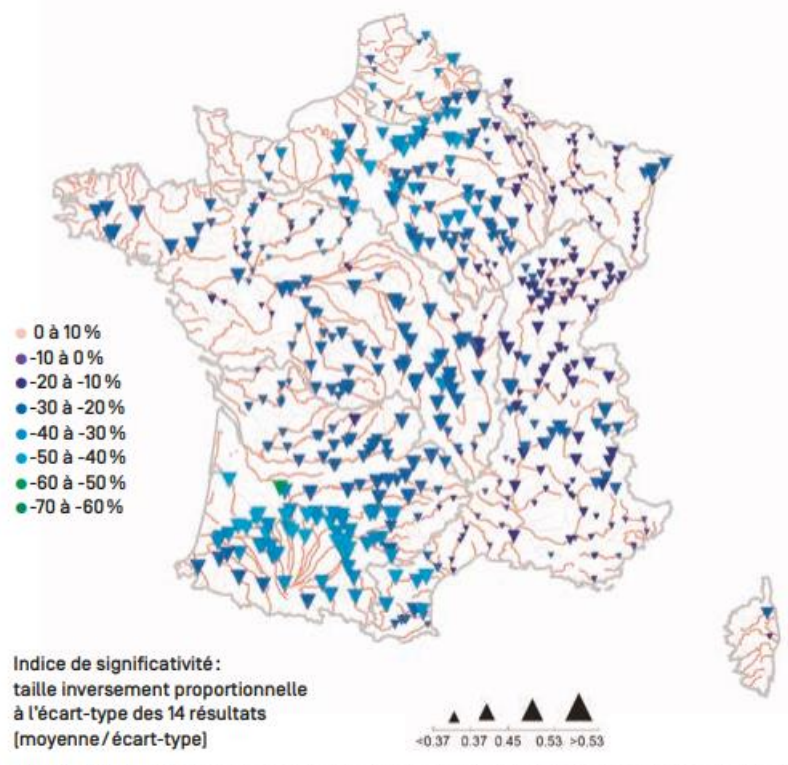 0 à 10 %
-10 à 0 %
-20 à -10 %
-30 à -20 %
-40 à -30 %
-50 à -40 %
-60 à -50 %
-70 à -60 %
Indice de significativité :
taille inversement proportionnelle
à l'écart-type des 14 résultats
(moyenne/écart-type)
<0.37 0.37 0.45 0.53 >0.53